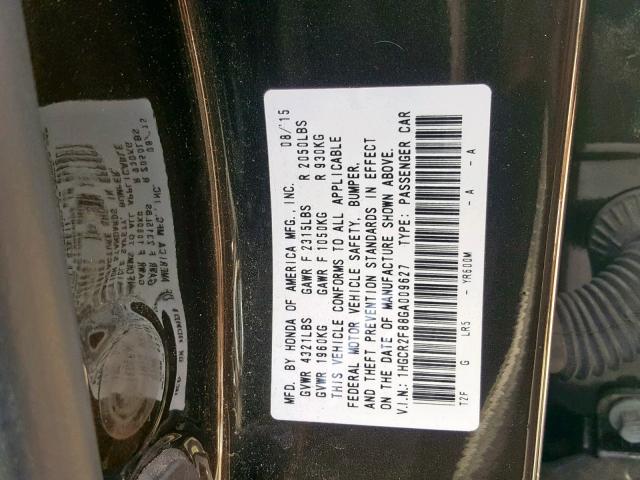 MFD. BY HONDA OF AMERICA MFG., INC. 08/'15
GVWR 4321LBS GAWR F 2315LBS R 2050LBS
GVWR 1960KG GAWR F 1050KG R 930KG
THIS VEHICLE CONFORMS TO ALL APPLICABLE
FEDERAL MOTOR VEHICLE SAFETY, BUMPER,
AND THEFT PREVENTION STANDARDS IN EFFECT
ON THE DATE OF MANUFACTURE SHOWN ABOVE.
V.I.N.: 1HGCR2F88GA009627 TYPE: PASSENGER CAR
T2F G LR5 - YR600M - A - A